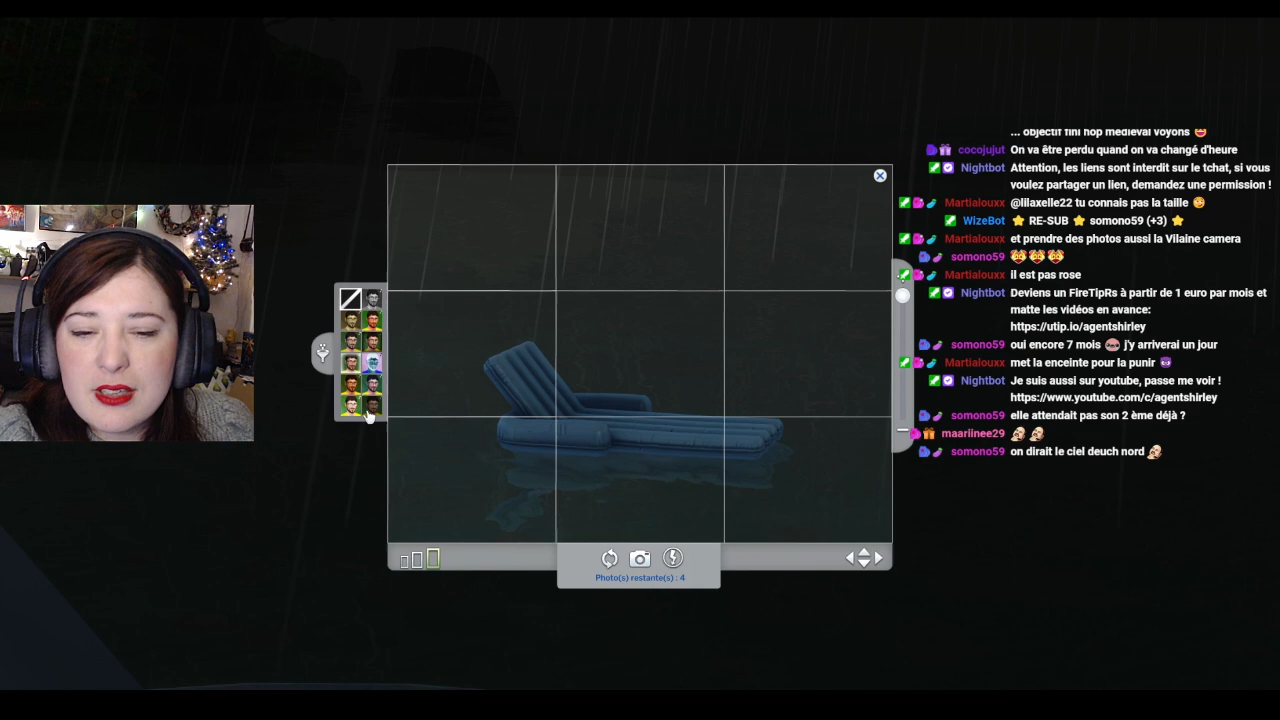 ... objectif fini hop medieval voyons
cocojujut On va être perdu quand on va changé d'heure
Nightbot Attention, les liens sont interdit sur le tchat, si vous
voulez partager un lien, demandez une permission !
Martialouxx @lilaxelle22 tu connais pas la taille
WizeBot RE-SUB somono59 (+3)
Martialouxx et prendre des photos aussi la Vilaine camera
somono59
Martialouxx il est pas rose
Nightbot Deviens un FireTipRs à partir de 1 euro par mois et
matte les vidéos en avance:
https://utip.io/agentshirley
somono59 oui encore 7 mois j'y arriverai un jour
Martialouxx met la enceinte pour la punir
Nightbot Je suis aussi sur youtube, passe me voir !
https://www.youtube.com/c/agentshirley
somono59 elle attendait pas son 2 ème déjà ?
maariinee29
somono59 on dirait le ciel deuch nord
Photo(s) restante(s) : 4